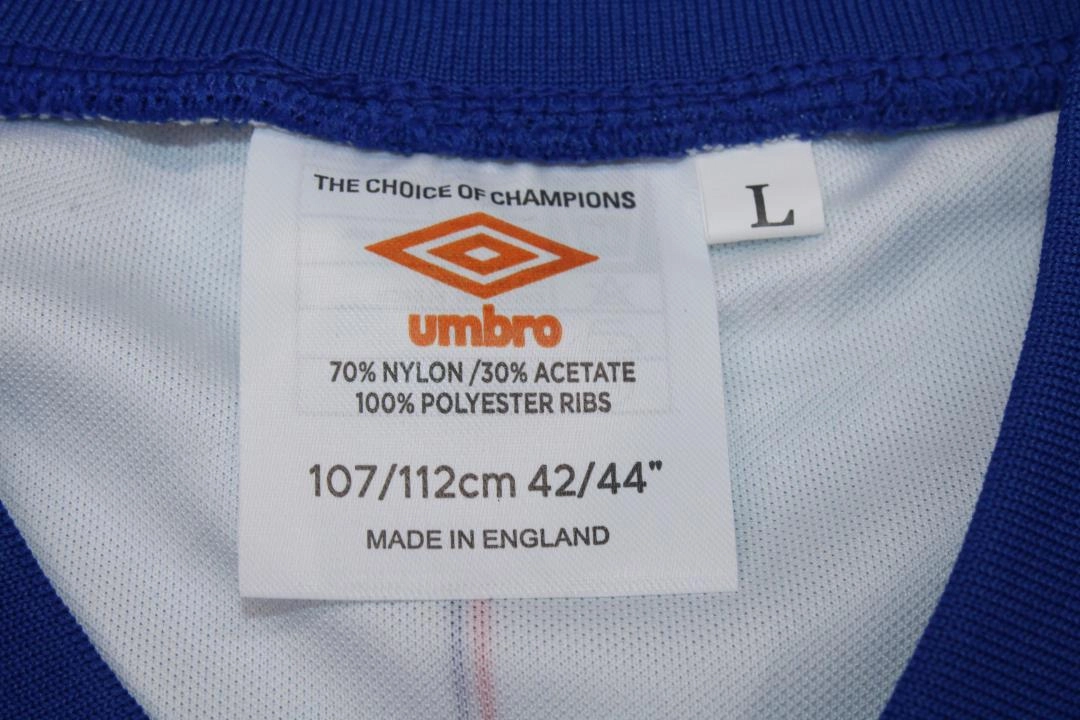 THE CHOICE OF CHAMPIONS
L
umbro
70% NYLON /30% ACETATE
100% POLYESTER RIBS
107/112cm 42/44"
MADE IN ENGLAND